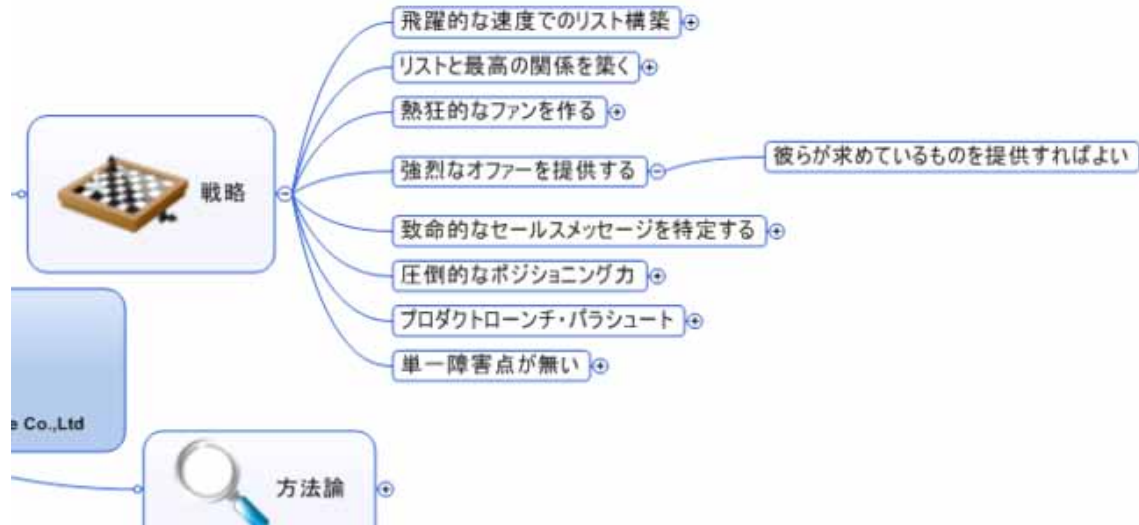 飛躍的な速度でのリスト構築
リストと最高の関係を築く
熱狂的なファンを作る
強烈なオファーを提供する
彼らが求めているものを提供すればよい
戦略
致命的なセールスメッセージを特定する
圧倒的なポジショニング力
プロダクトローンチ・パラシュート
単一障害点が無い
e Co.,Ltd
方法論